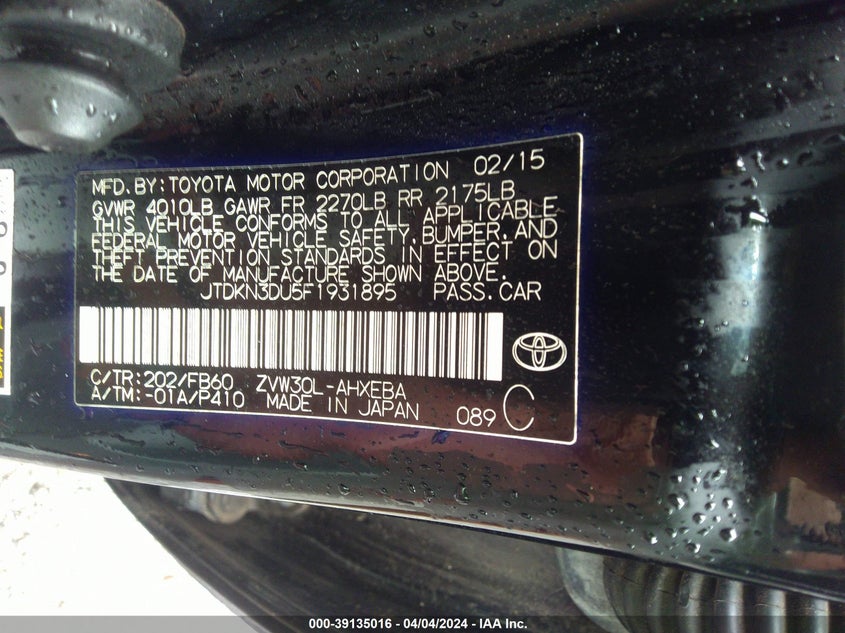 MFD. BY: TOYOTA MOTOR CORPORATION 02/15
GVWR 4010LB GAWR FR 2270LB RR 2175LB
THIS VEHICLE CONFORMS TO ALL APPLICABLE
FEDERAL MOTOR VEHICLE SAFETY, BUMPER, AND
THEFT PREVENTION STANDARDS IN EFFECT ON
THE DATE OF MANUFACTURE SHOWN ABOVE.
JTDKN3DU5F1931895 PASS.CAR
C/TR:202/FB60 ZVW30L-AHXEBA
A/TM:-01A/P410 MADE IN JAPAN 089 C
000-39135016 - 04/04/2024 - IAA Inc.